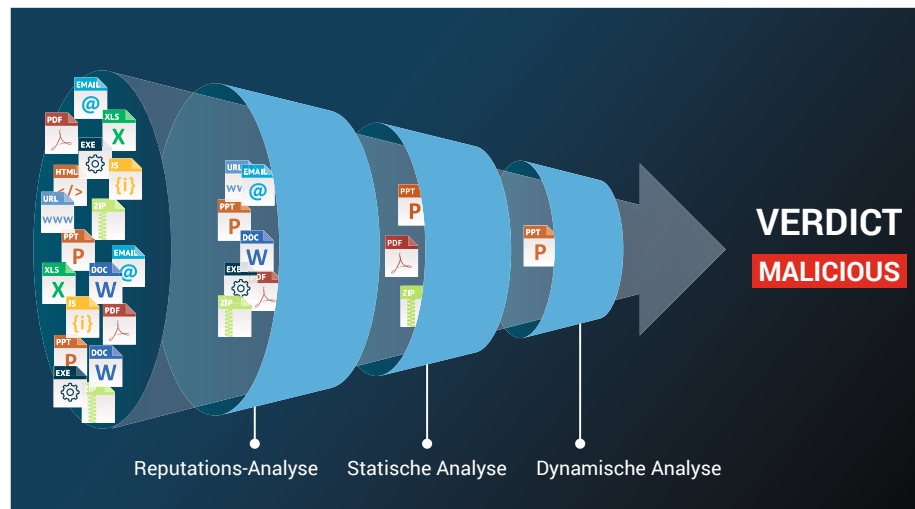 EMAIL
@
PDF
XLS
X
EXE
JS
{i}
HTML
</>
URL
www
ZIP
PPT
P
EMAIL
@
XLS
X
DOC
W
JS
{i}
PDF
PPT
P
DOC
W
EXE
URL
EMAIL
@
PPT
P
DOC
W
EXE
ZIP
PPT
P
PDF
ZIP
PPT
P
VERDICT
MALICIOUS
Reputations-Analyse
Statische Analyse
Dynamische Analyse